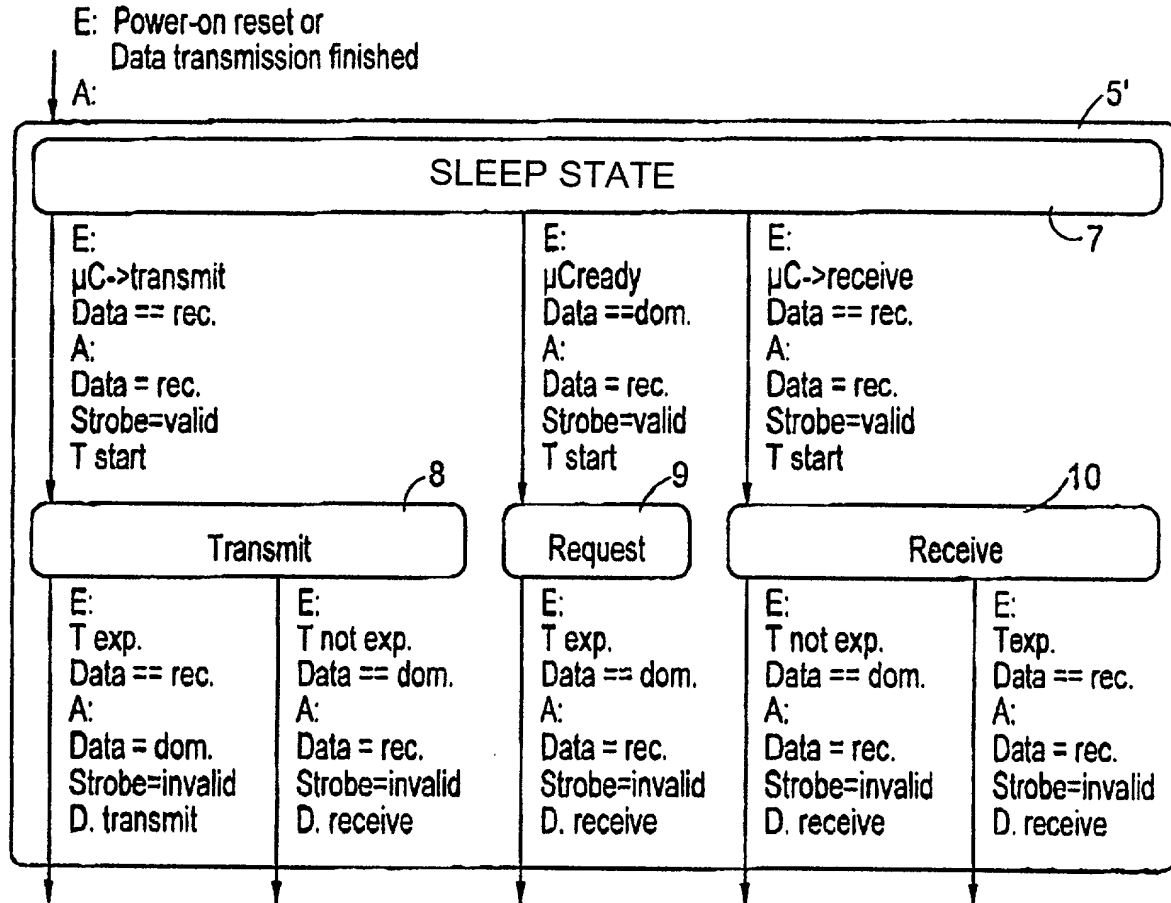 E: Power-on reset or
Data transmission finished
A:
5'
SLEEP STATE
7
E:
µC->transmit
Data == rec.
A:
Data = rec.
Strobe=valid
T start
E:
µCready
Data ==dom.
A:
Data = rec.
Strobe=valid
T start
E:
µC->receive
Data == rec.
A:
Data = rec.
Strobe=valid
T start
8
Transmit
9
Request
10
Receive
E:
T exp.
Data == rec.
A:
Data = dom.
Strobe=invalid
D. transmit
E:
T not exp.
Data == dom.
A:
Data = rec.
Strobe=invalid
D. receive
E:
T exp.
Data == dom.
A:
Data = rec.
Strobe=invalid
D. receive
E:
T not exp.
Data == dom.
A:
Data = rec.
Strobe=invalid
D. receive
E:
Texp.
Data == rec.
A:
Data = rec.
Strobe=invalid
D. receive